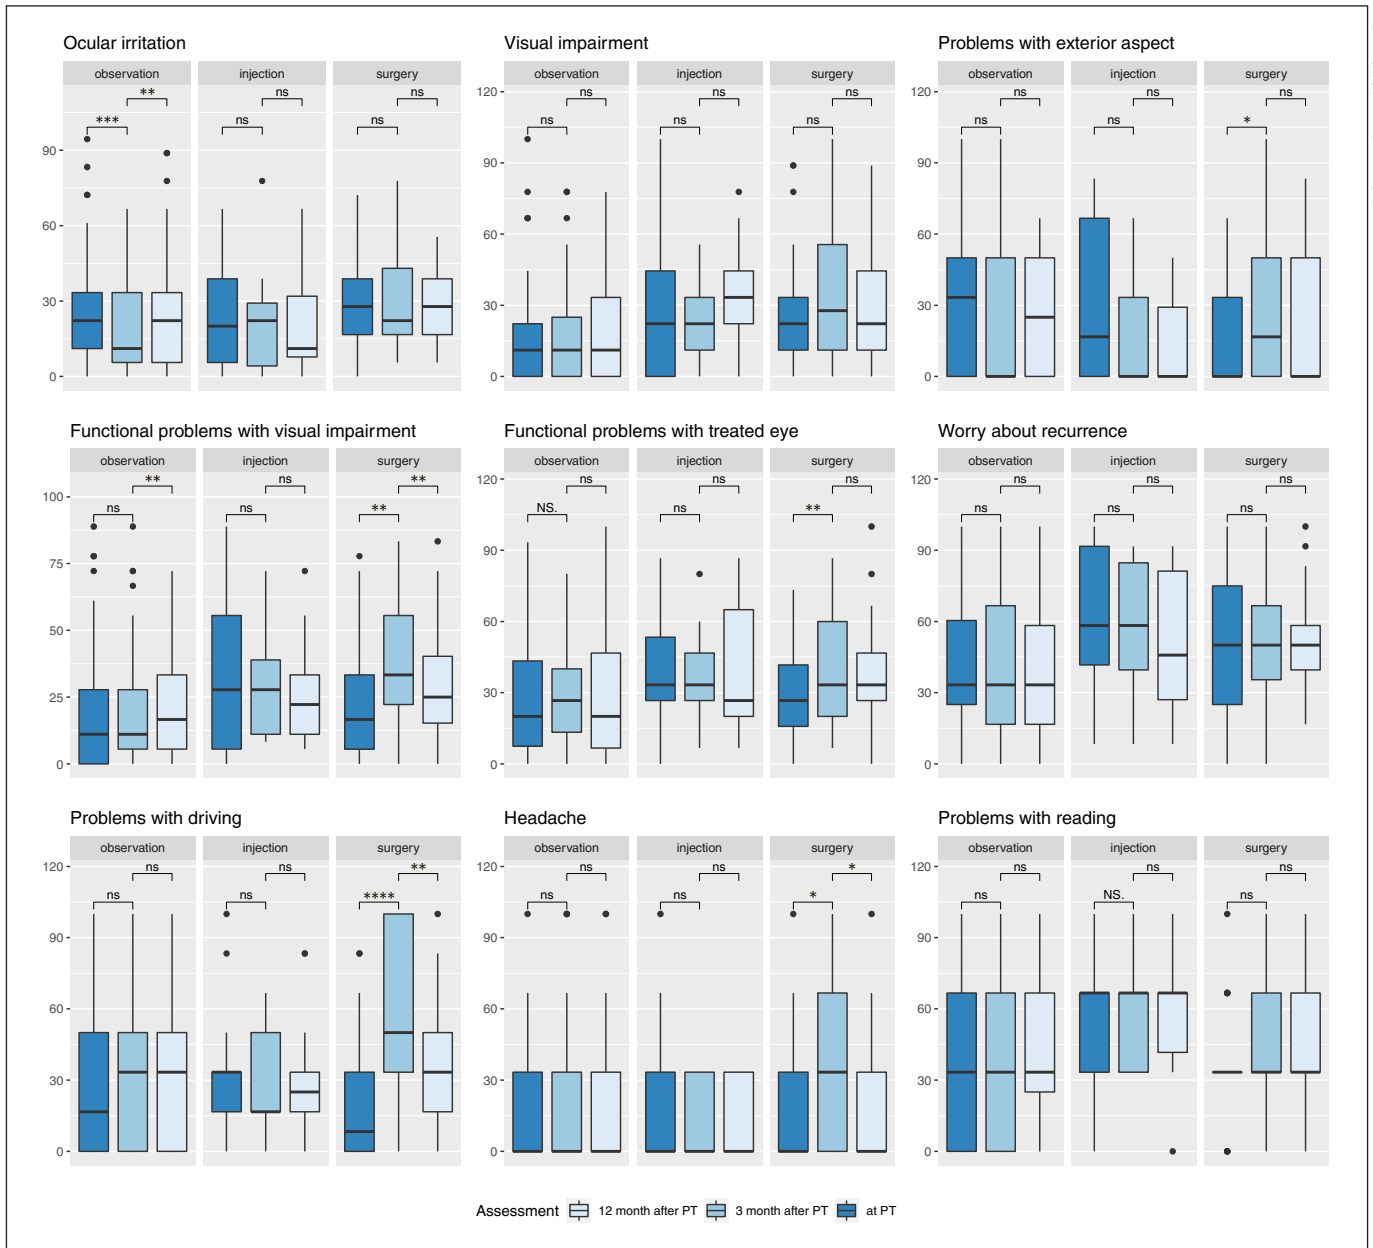 Ocular irritation
Visual impairment
Problems with exterior aspect
observation injection surgery
observation injection surgery
observation injection surgery
** ns ns
*** ns ns
90
60
30
0
ns ns ns
ns ns ns
120
90
60
30
0
ns ns ns
ns ns *
120
90
60
30
0
Functional problems with visual impairment
Functional problems with treated eye
Worry about recurrence
observation injection surgery
observation injection surgery
observation injection surgery
** ns **
ns ns **
100
75
50
25
0
ns ns ns
NS. ns **
120
90
60
30
0
ns ns ns
ns ns ns
120
90
60
30
0
Problems with driving
Headache
Problems with reading
observation injection surgery
observation injection surgery
observation injection surgery
ns ns **
ns ns ****
120
90
60
30
0
ns ns *
ns ns *
120
90
60
30
0
ns ns ns
ns NS. ns
120
90
60
30
0
Assessment 12 month after PT 3 month after PT at PT